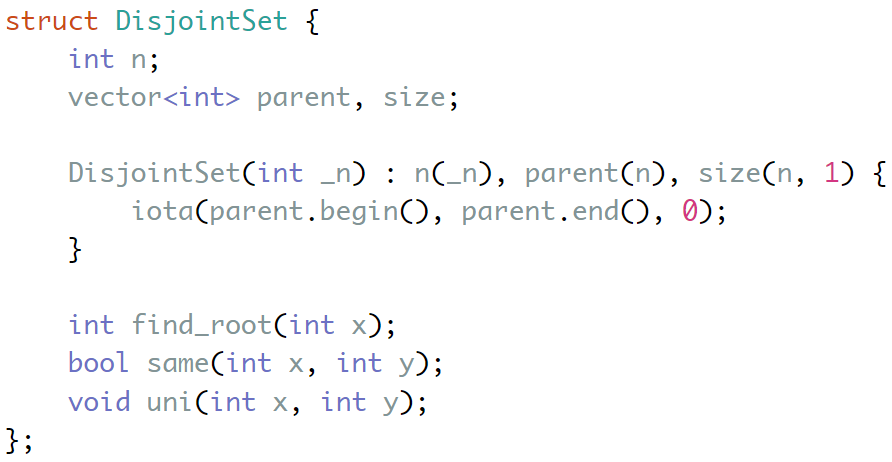 struct DisjointSet {
    int n;
    vector<int> parent, size;

    DisjointSet(int _n) : n(_n), parent(n), size(n, 1) {
        iota(parent.begin(), parent.end(), 0);
    }

    int find_root(int x);
    bool same(int x, int y);
    void uni(int x, int y);
};